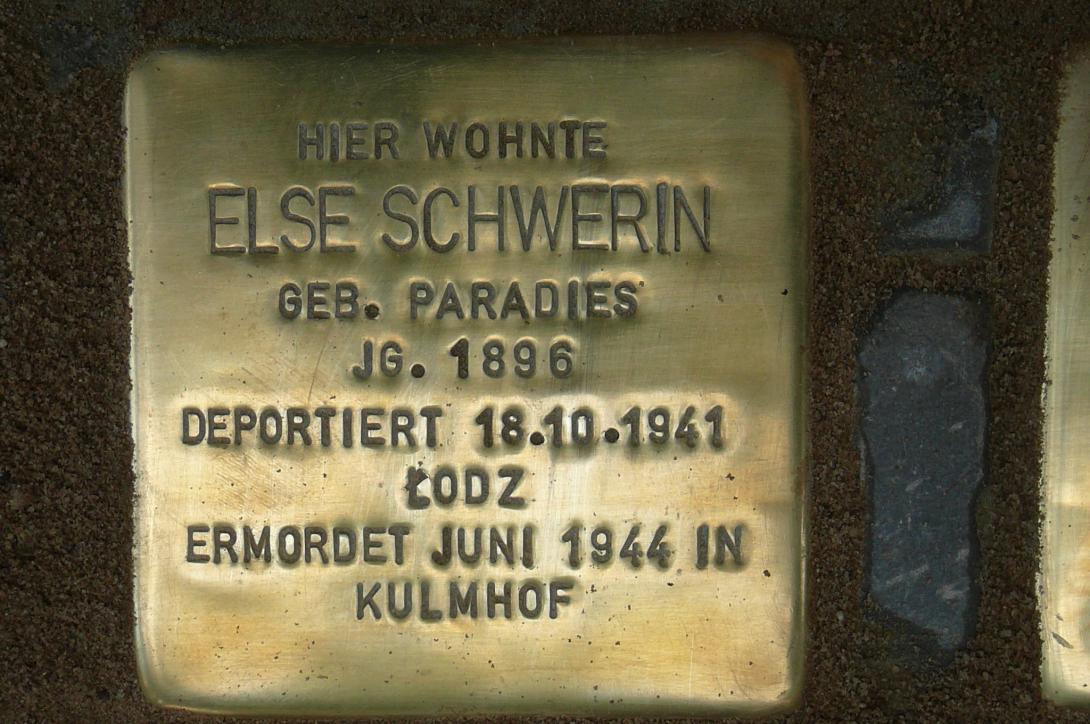 HIER WOHNTE
ELSE SCHWERIN
GEB. PARADIES
JG. 1896
DEPORTIERT 18.10.1941
ŁODZ
ERMORDET JUNI 1944 IN
KULMHOF